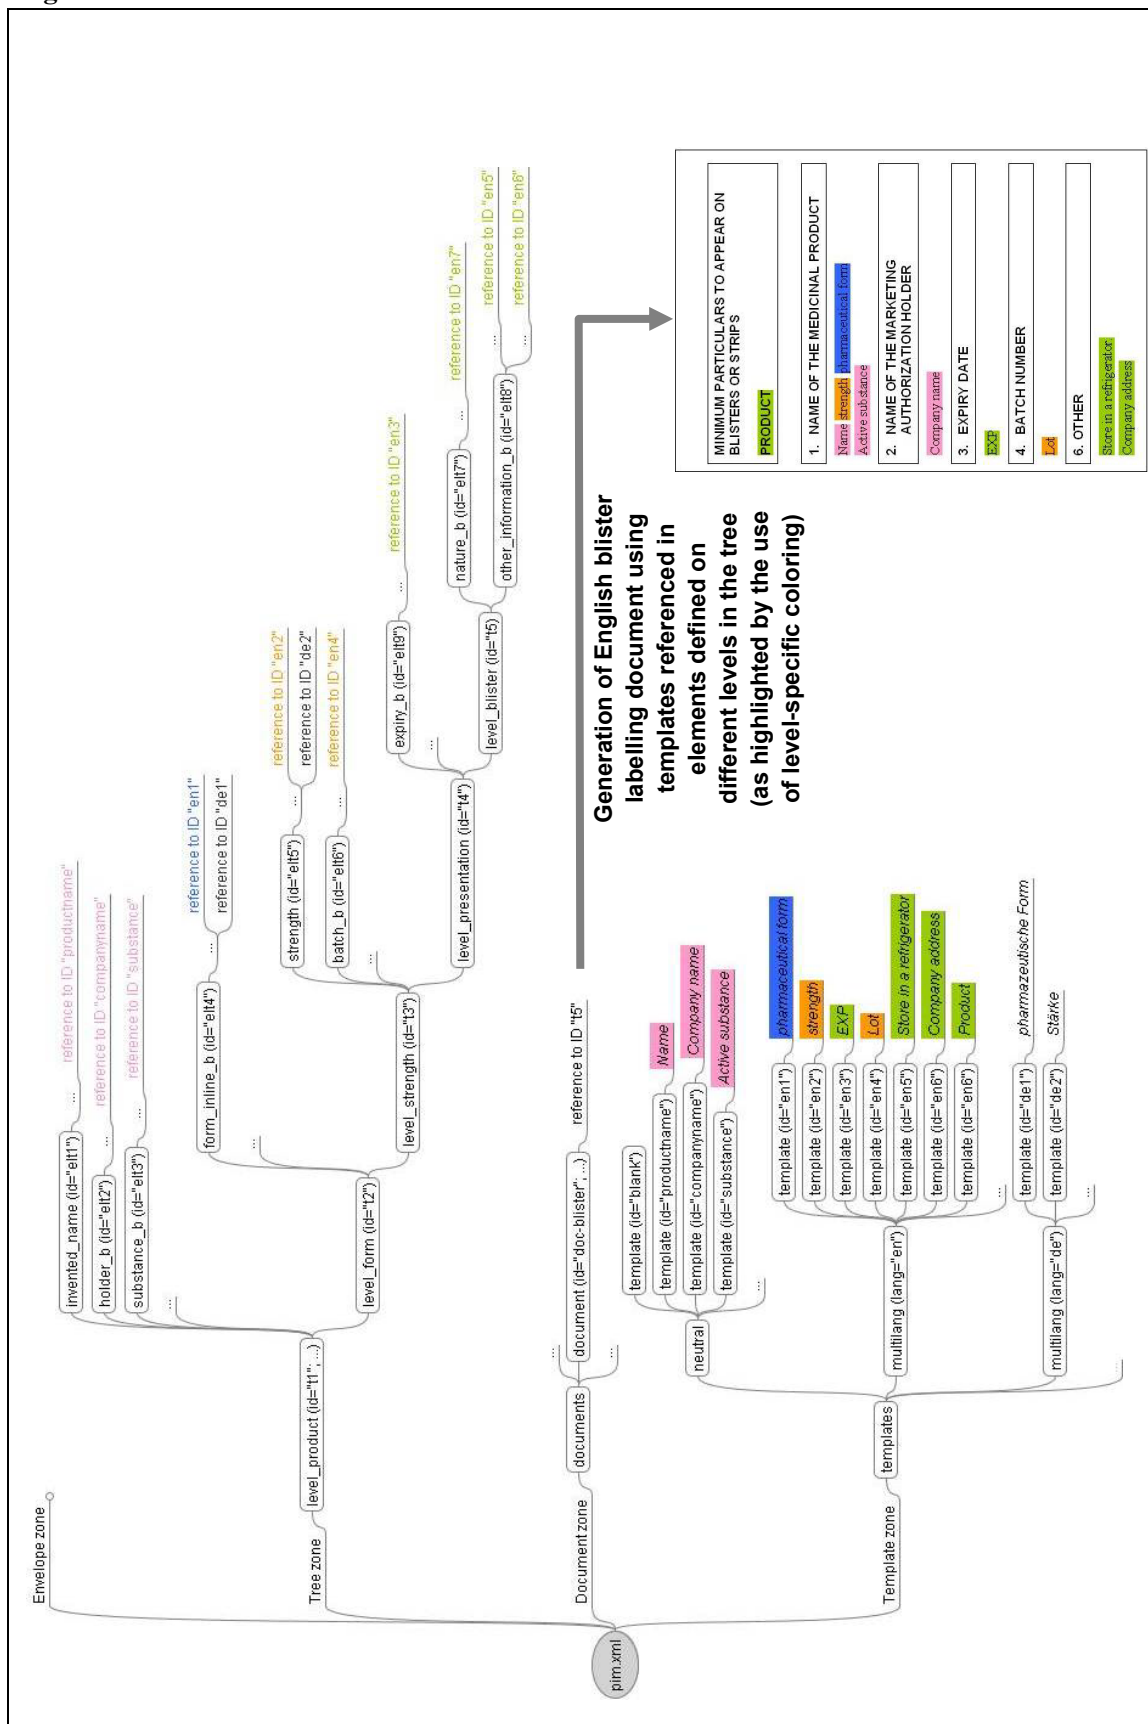 Envelope zone
pim.xml
Tree zone
level_product (id="t1"; ...)
invented_name (id="elt1")
...
reference to ID "productname"
holder_b (id="elt2")
...
reference to ID "companyname"
substance_b (id="elt3")
...
reference to ID "substance"
...
level_form (id="t2")
form_inline_b (id="elt4")
...
reference to ID "en1"
reference to ID "de1"
...
level_strength (id="t3")
strength (id="elt5")
...
reference to ID "en2"
reference to ID "de2"
batch_b (id="elt6")
...
reference to ID "en4"
...
level_presentation (id="t4")
expiry_b (id="elt9")
...
reference to ID "en3"
...
level_blister (id="t5)
nature_b (id="elt7")
...
reference to ID "en7"
other_information_b (id="elt8")
...
reference to ID "en5"
...
reference to ID "en6"
Document zone
documents
...
document (id="doc-blister"; ...)
reference to ID "t5"
...
Generation of English blister
labelling document using
templates referenced in
elements defined on
different levels in the tree
(as highlighted by the use
of level-specific coloring)
Template zone
templates
neutral
template (id="blank")
template (id="productname")
Name
template (id="companyname")
Company name
template (id="substance")
Active substance
...
multilang (lang="en")
template (id="en1")
pharmaceutical form
template (id="en2")
strength
template (id="en3")
EXP
template (id="en4")
Lot
template (id="en5")
Store in a refrigerator
template (id="en6")
Company address
template (id="en6")
Product
...
multilang (lang="de")
template (id="de1")
pharmazeutische Form
template (id="de2")
Stärke
...
...
MINIMUM PARTICULARS TO APPEAR ON
BLISTERS OR STRIPS
PRODUCT
1. NAME OF THE MEDICINAL PRODUCT
Name strength pharmaceutical form
Active substance
2. NAME OF THE MARKETING
AUTHORIZATION HOLDER
Company name
3. EXPIRY DATE
EXP
4. BATCH NUMBER
Lot
6. OTHER
Store in a refrigerator
Company address